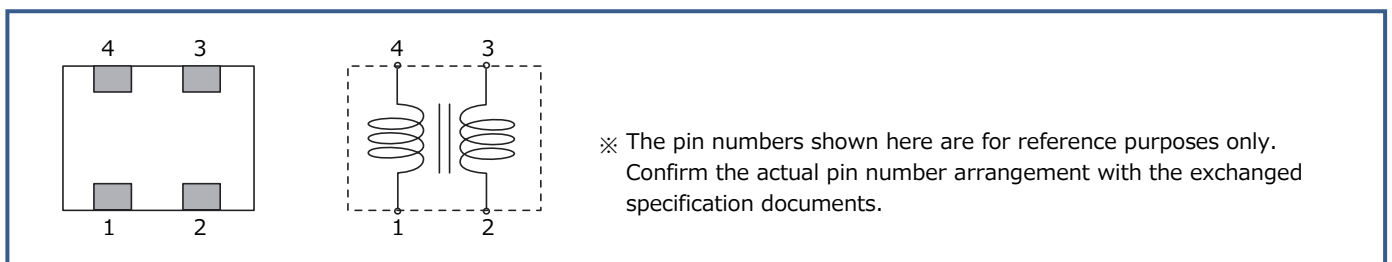 4 3
4 3
※ The pin numbers shown here are for reference purposes only.
Confirm the actual pin number arrangement with the exchanged
specification documents.
1 2
1 2